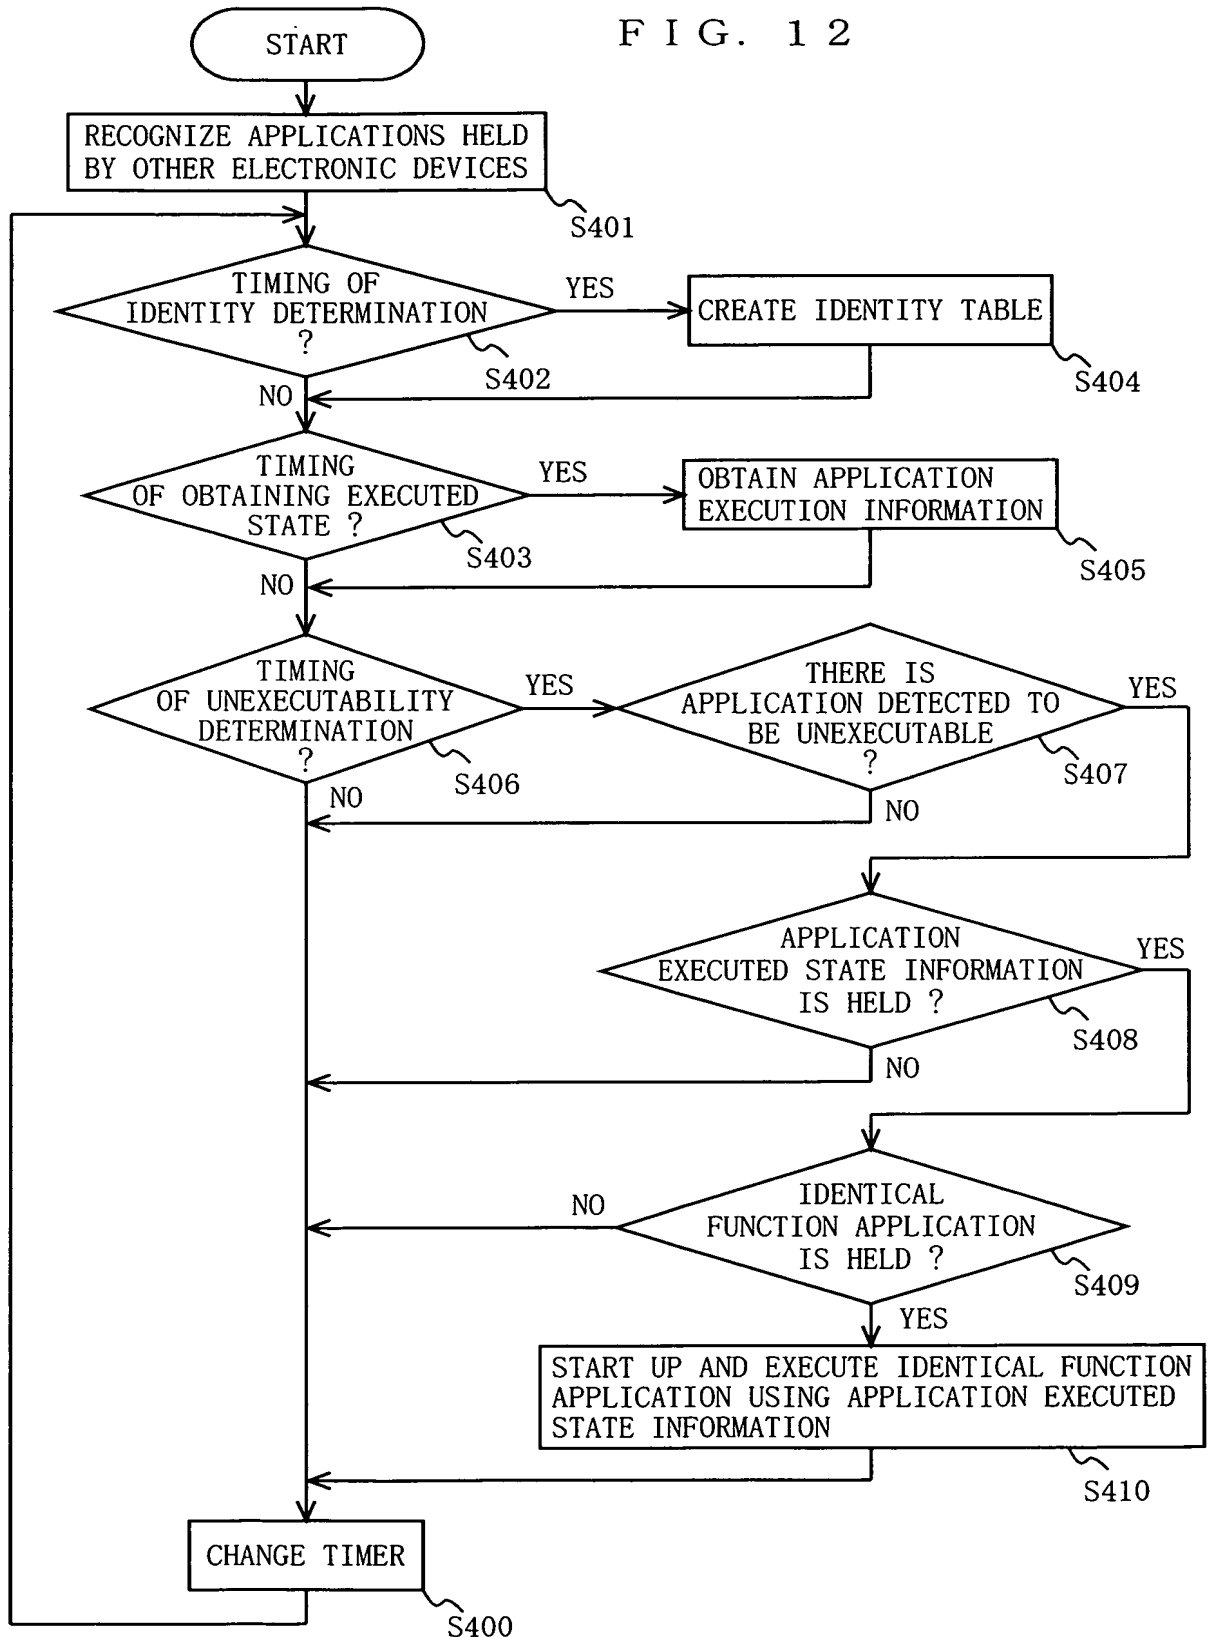 F I G. 1 2
START
RECOGNIZE APPLICATIONS HELD
BY OTHER ELECTRONIC DEVICES
S401
TIMING OF
IDENTITY DETERMINATION
?
S402
YES
CREATE IDENTITY TABLE
S404
NO
TIMING
OF OBTAINING EXECUTED
STATE ?
S403
YES
OBTAIN APPLICATION
EXECUTION INFORMATION
S405
NO
TIMING
OF UNEXECUTABILITY
DETERMINATION
?
S406
YES
NO
THERE IS
APPLICATION DETECTED TO
BE UNEXECUTABLE
?
S407
YES
NO
APPLICATION
EXECUTED STATE INFORMATION
IS HELD ?
S408
YES
NO
IDENTICAL
FUNCTION APPLICATION
IS HELD ?
S409
NO
YES
START UP AND EXECUTE IDENTICAL FUNCTION
APPLICATION USING APPLICATION EXECUTED
STATE INFORMATION
S410
CHANGE TIMER
S400